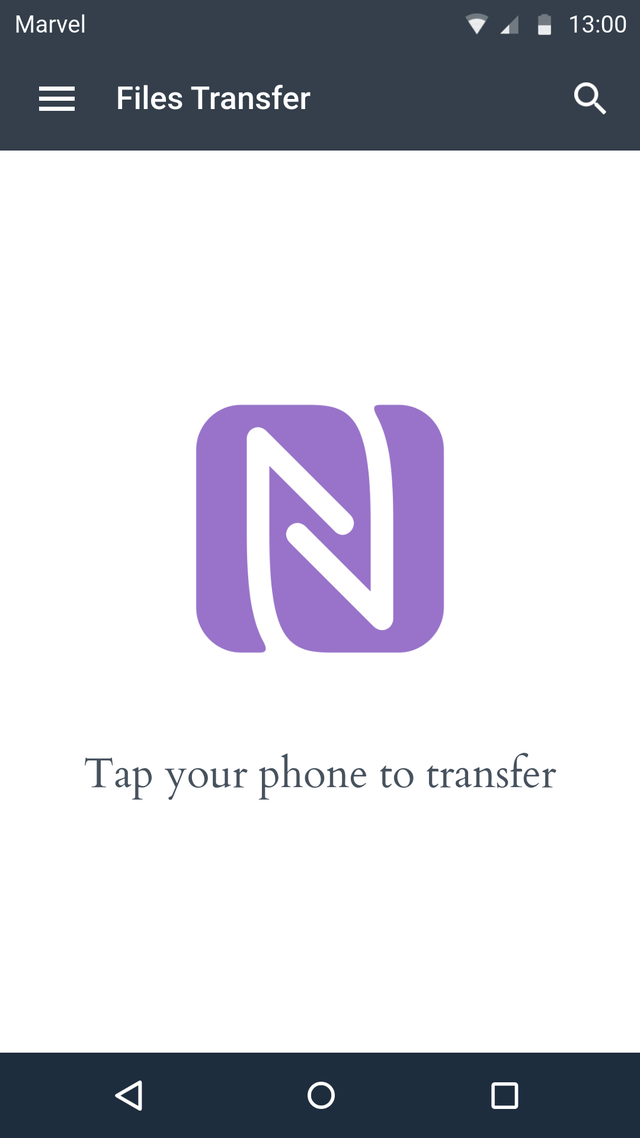 Marvel 13:00
Files Transfer
Tap your phone to transfer